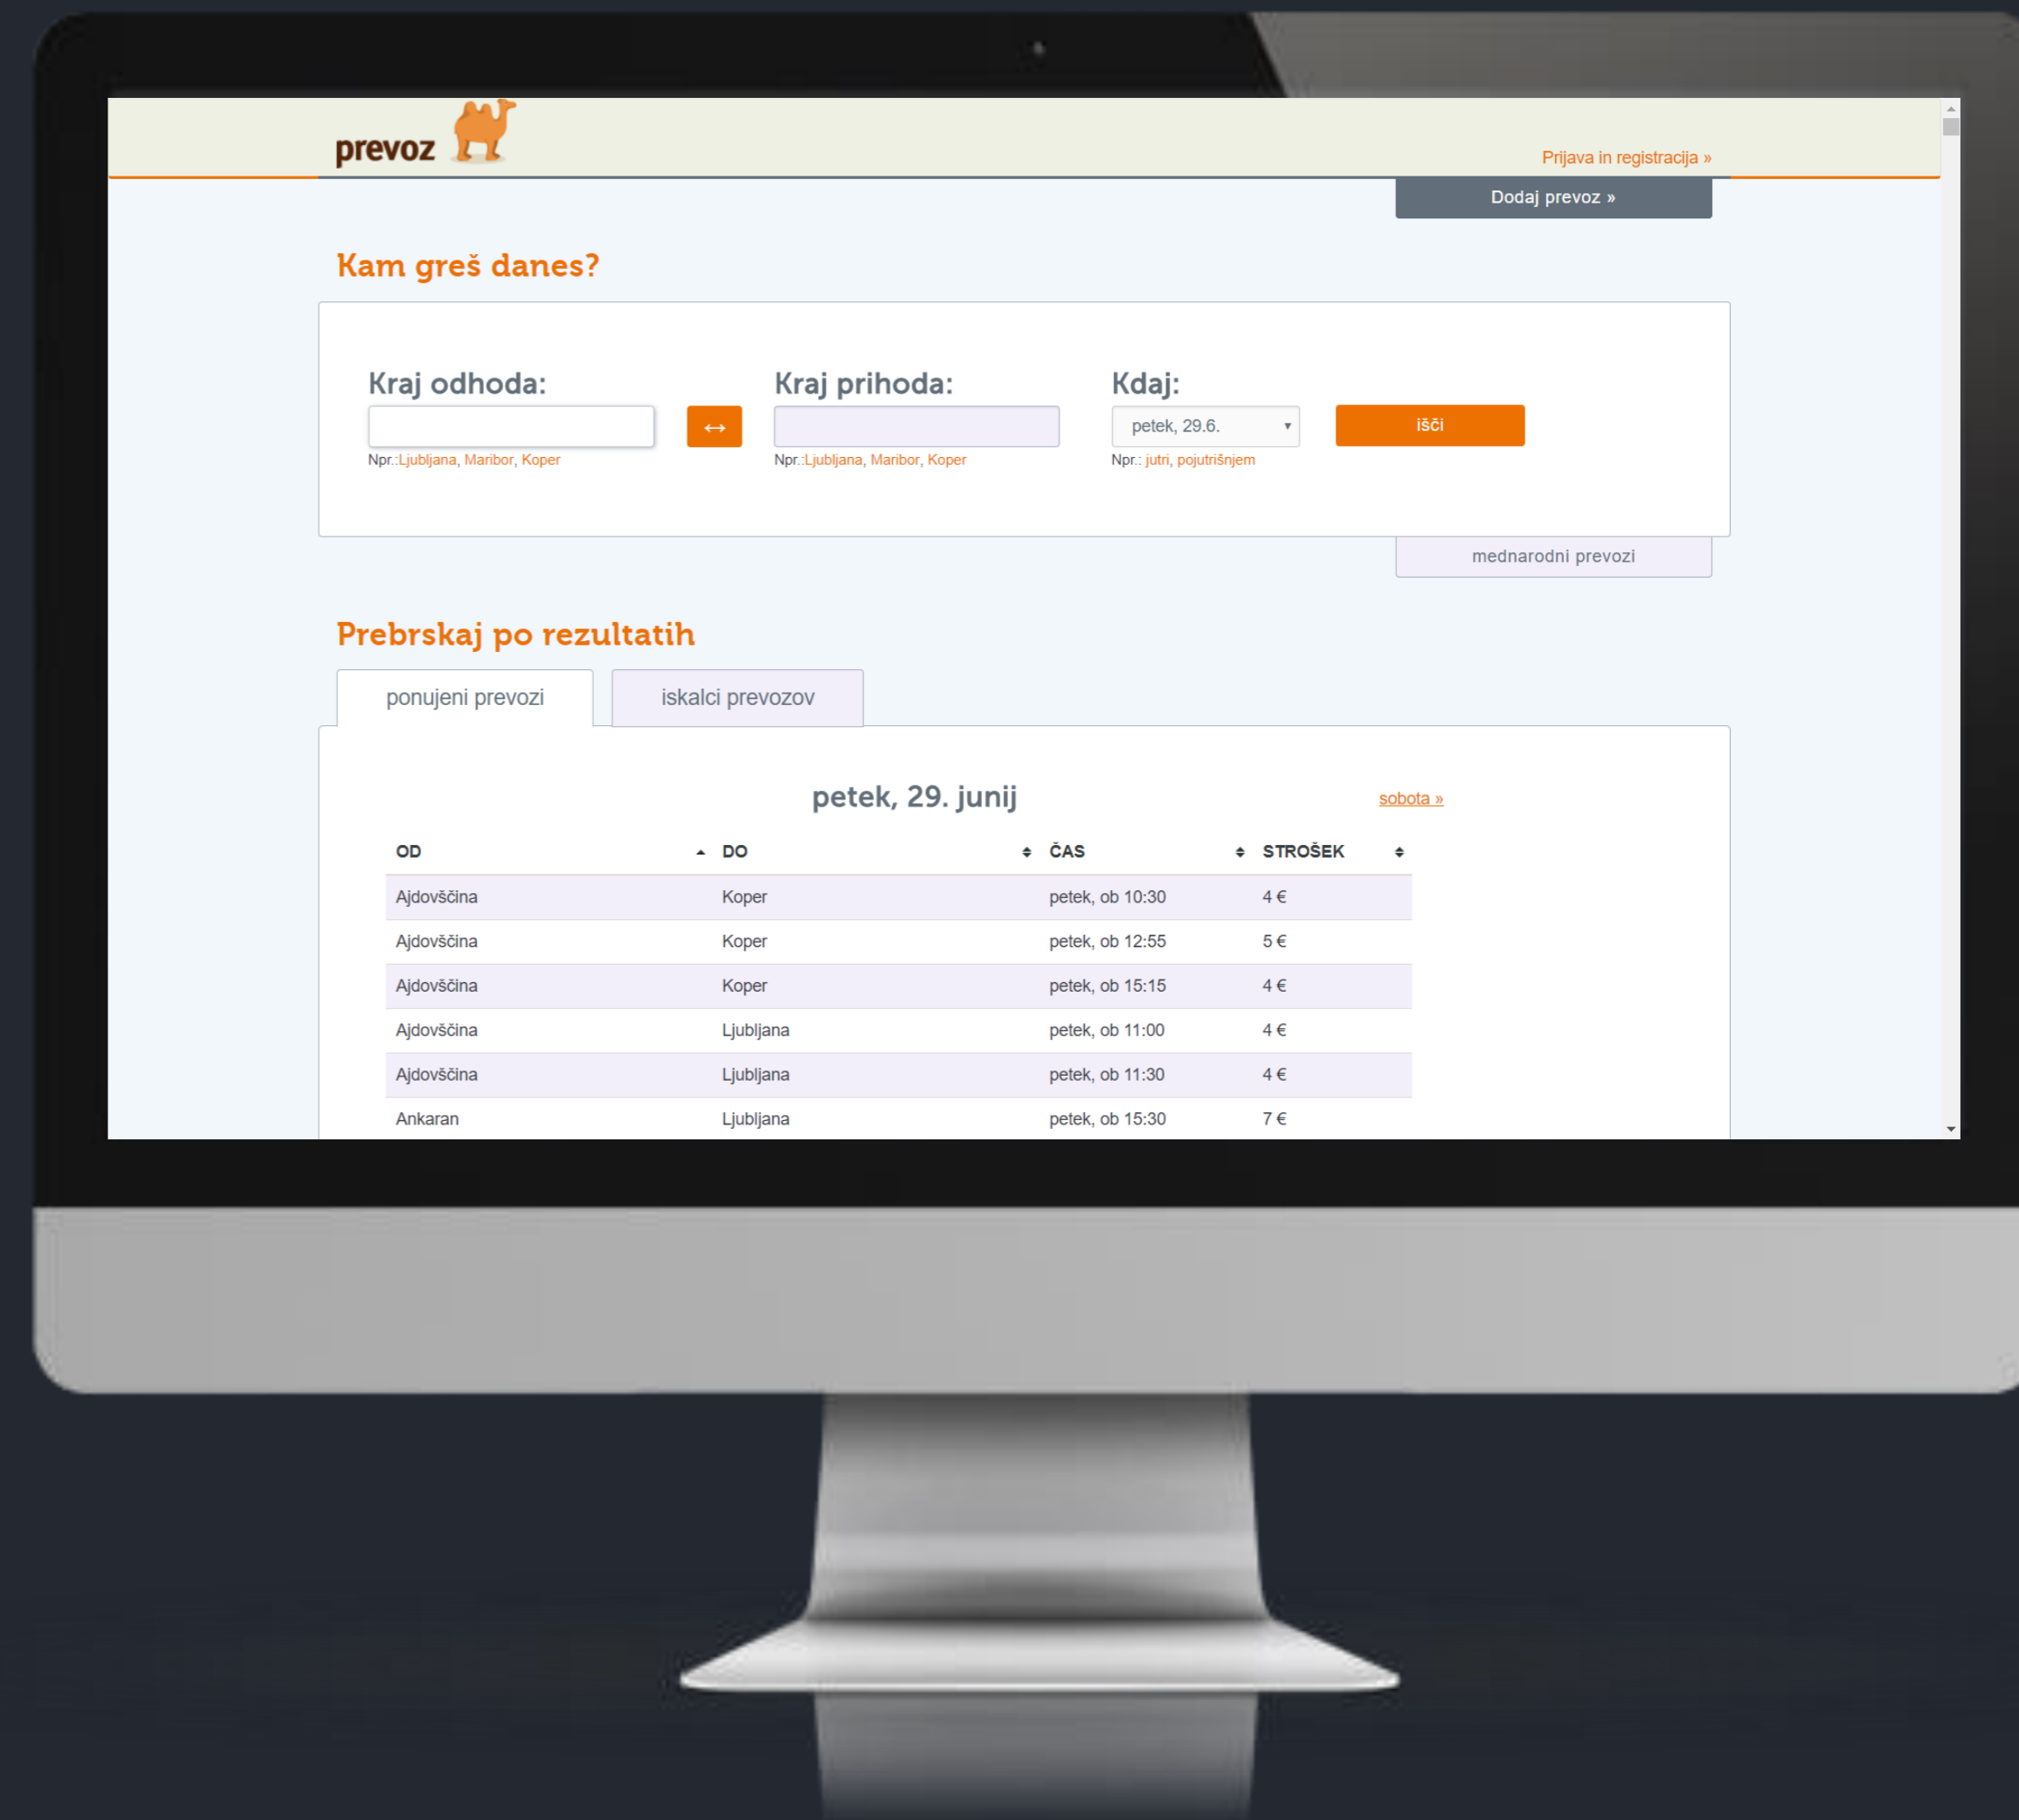 prevoz
Prijava in registracija »
Dodaj prevoz »
Kam greš danes?
Kraj odhoda: Kraj prihoda: Kdaj:
↔ petek, 29.6. ▾ išči
Npr.:Ljubljana, Maribor, Koper Npr.:Ljubljana, Maribor, Koper Npr.: jutri, pojutrišnjem
mednarodni prevozi
Prebrskaj po rezultatih
ponujeni prevozi iskalci prevozov
petek, 29. junij sobota »
OD DO ČAS STROŠEK
Ajdovščina Koper petek, ob 10:30 4 €
Ajdovščina Koper petek, ob 12:55 5 €
Ajdovščina Koper petek, ob 15:15 4 €
Ajdovščina Ljubljana petek, ob 11:00 4 €
Ajdovščina Ljubljana petek, ob 11:30 4 €
Ankaran Ljubljana petek, ob 15:30 7 €